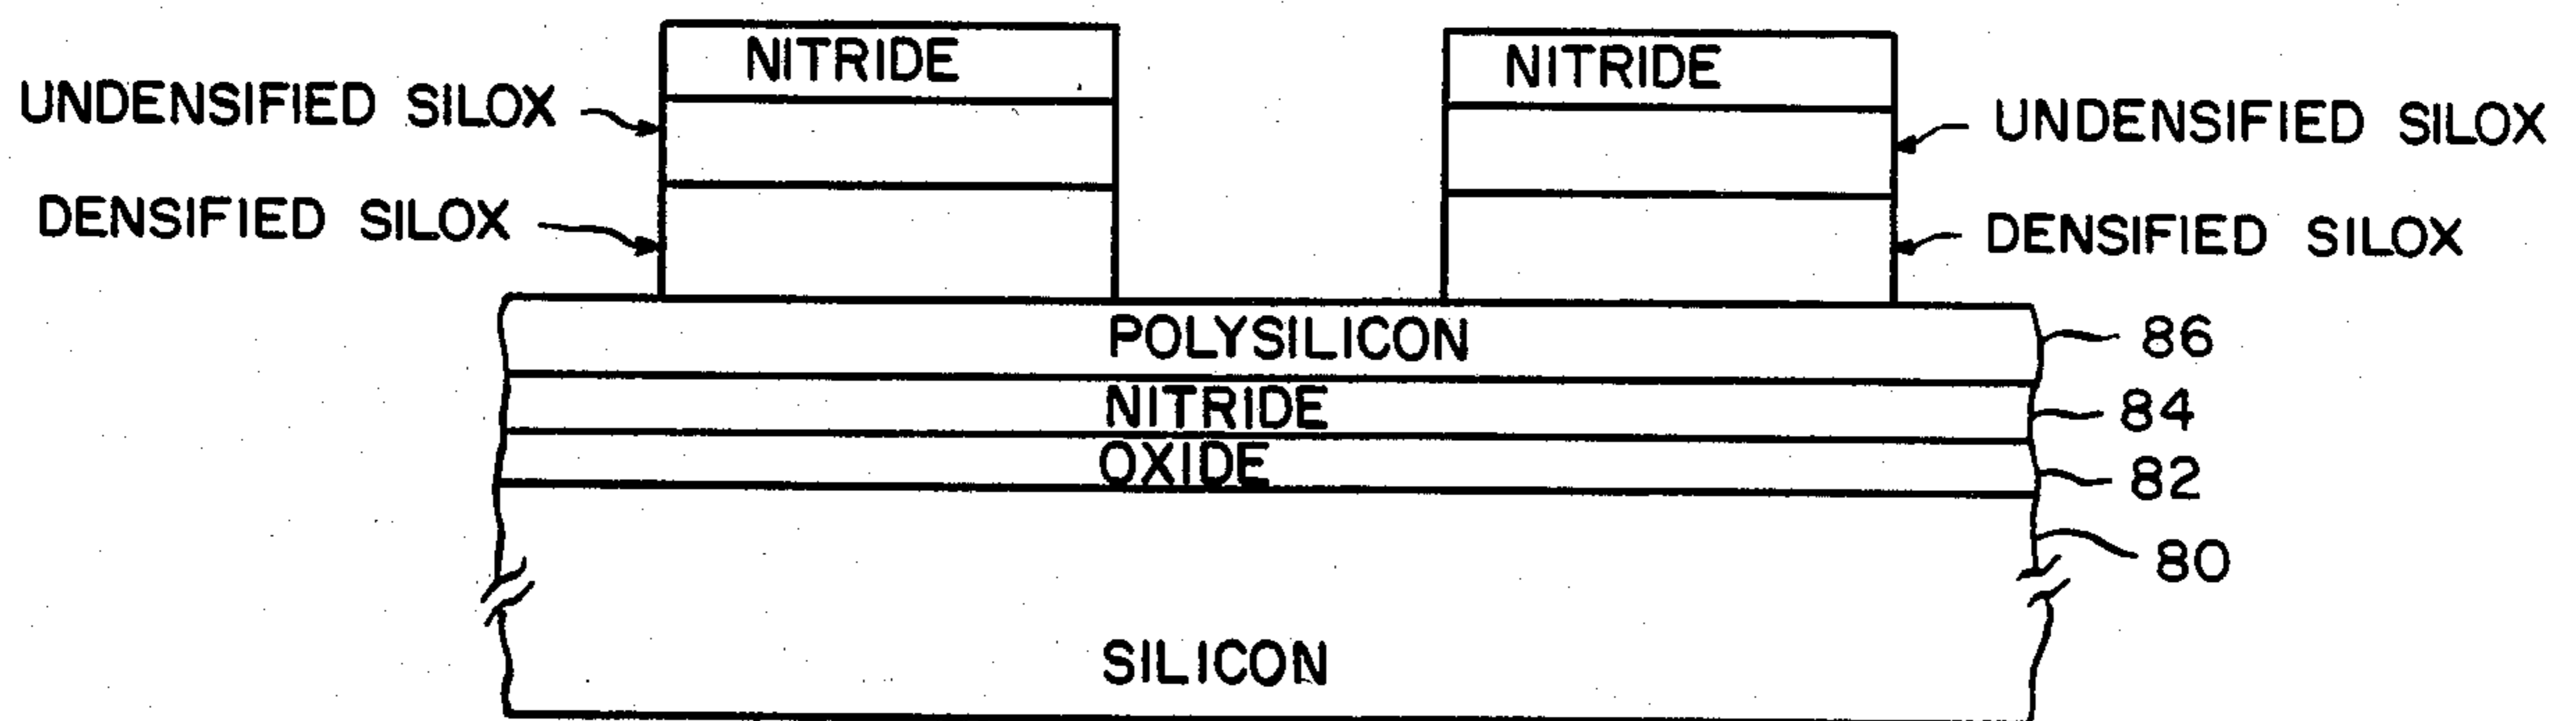 NITRIDE
NITRIDE
UNDENSIFIED SILOX
UNDENSIFIED SILOX
DENSIFIED SILOX
DENSIFIED SILOX
POLYSILICON
86
NITRIDE
84
OXIDE
82
80
SILICON